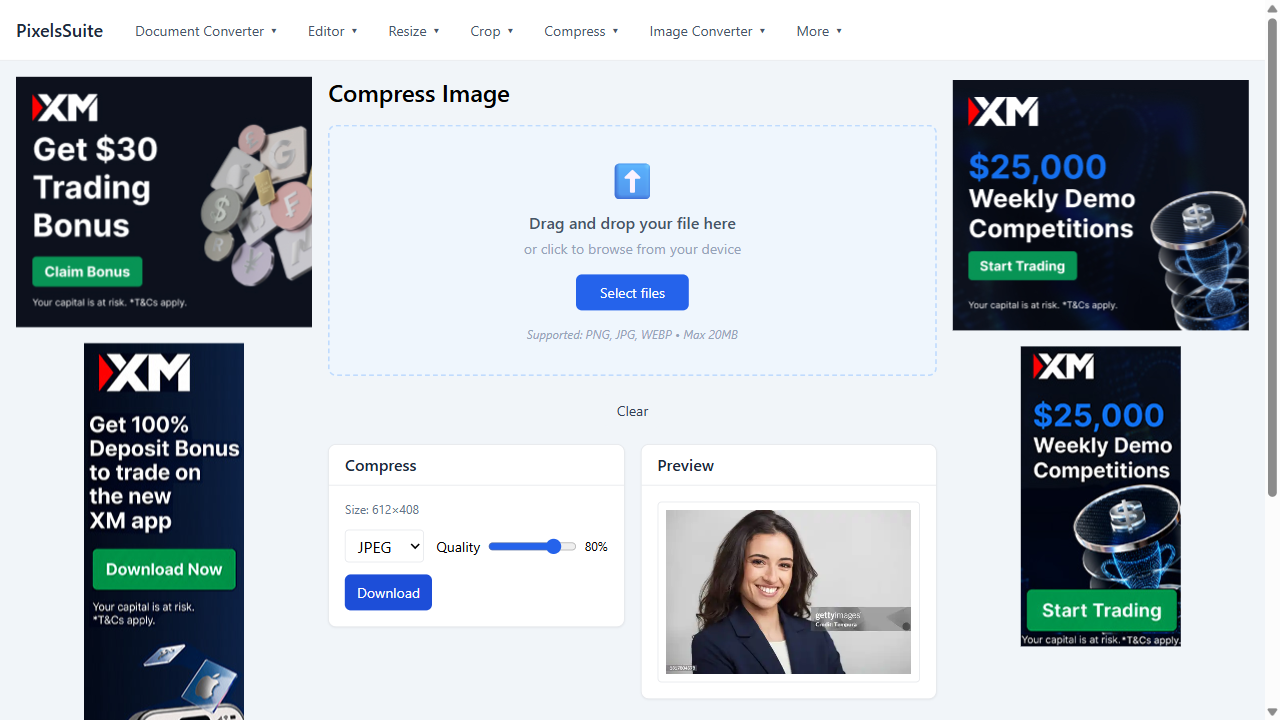 PixelsSuite
Document Converter ▼
Editor ▼
Resize ▼
Crop ▼
Compress ▼
Image Converter ▼
More ▼
XM
Get $30
Trading
Bonus
Claim Bonus
Your capital is at risk. *T&Cs apply.
XM
Get 100%
Deposit Bonus
to trade on
the new
XM app
Download Now
Your capital is at risk.
*T&Cs apply.
Compress Image
Drag and drop your file here
or click to browse from your device
Select files
Supported: PNG, JPG, WEBP • Max 20MB
Clear
Compress
Size: 612×408
JPEG
Quality
80%
Download
Preview
gettyimages
Credit: Tempura
XM
$25,000
Weekly Demo
Competitions
Start Trading
Your capital is at risk. *T&Cs apply.
XM
$25,000
Weekly Demo
Competitions
Start Trading
Your capital is at risk.*T&Cs apply.